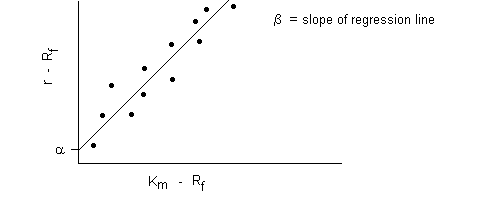 β = slope of regression line
r - Rf
α
Km - Rf